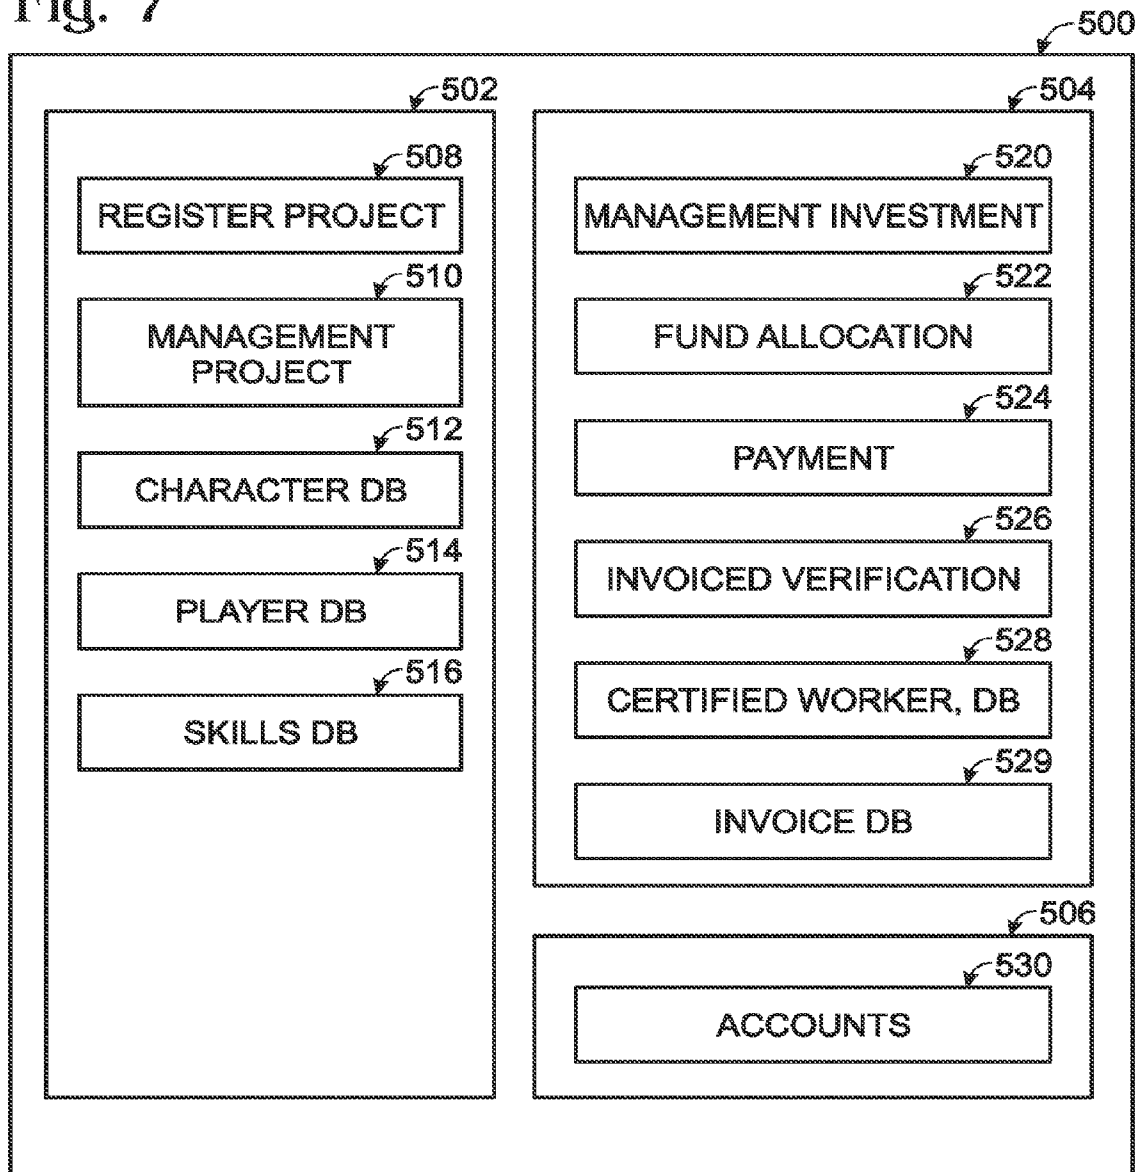 Fig. 7
500
502
508
REGISTER PROJECT
510
MANAGEMENT
PROJECT
512
CHARACTER DB
514
PLAYER DB
516
SKILLS DB
504
520
MANAGEMENT INVESTMENT
522
FUND ALLOCATION
524
PAYMENT
526
INVOICED VERIFICATION
528
CERTIFIED WORKER, DB
529
INVOICE DB
506
530
ACCOUNTS